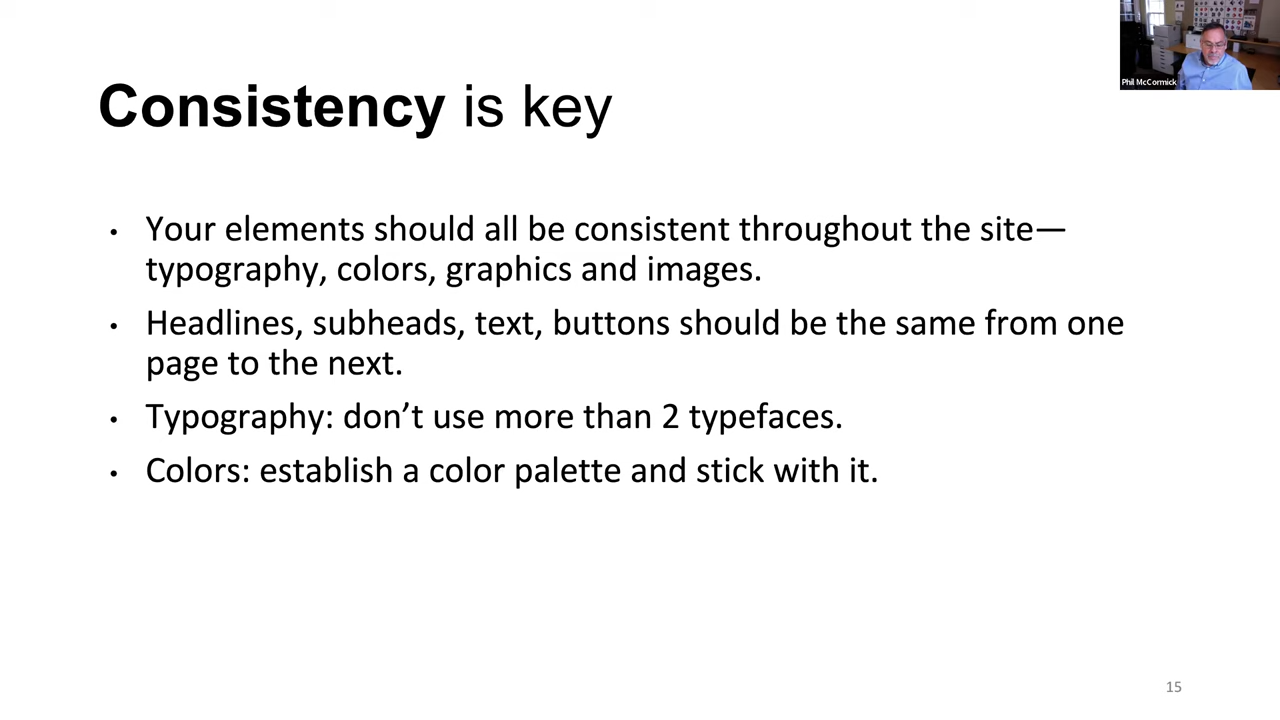 Phil McCormick
Consistency is key
• Your elements should all be consistent throughout the site—
typography, colors, graphics and images.
• Headlines, subheads, text, buttons should be the same from one
page to the next.
• Typography: don’t use more than 2 typefaces.
• Colors: establish a color palette and stick with it.
15